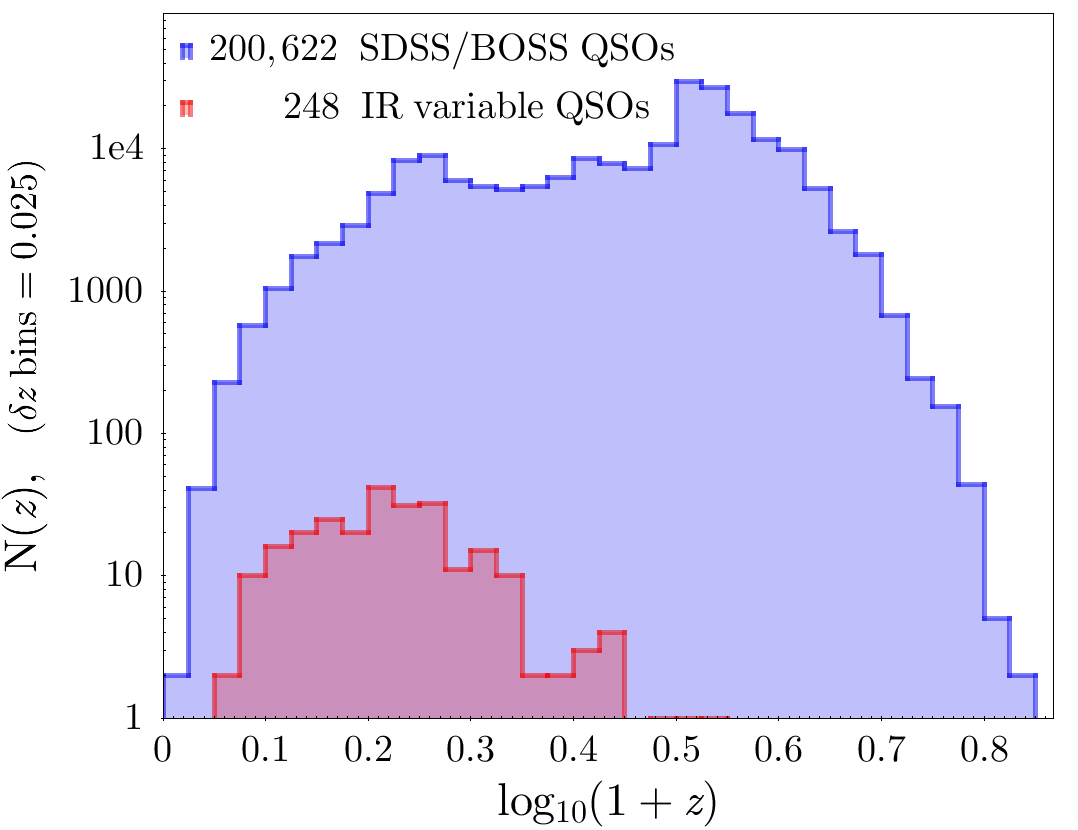 200,622 SDSS/BOSS QSOs
248 IR variable QSOs
N(z), (δz bins = 0.025)
1e4
1000
100
10
1
0 0.1 0.2 0.3 0.4 0.5 0.6 0.7 0.8
log₁₀(1 + z)